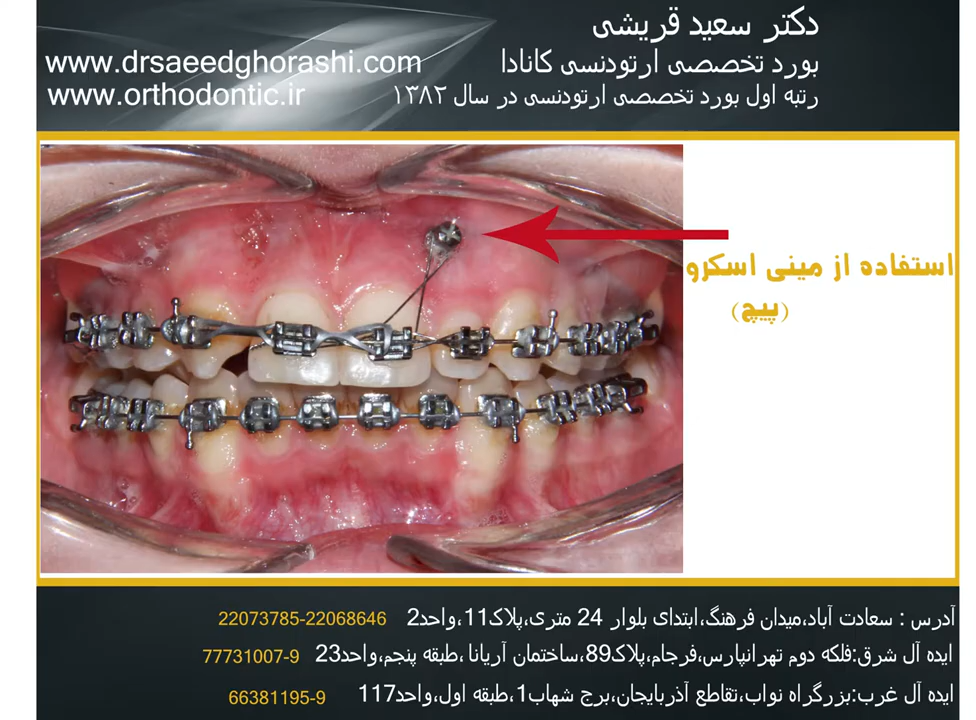 دکتر سعید قریشی
بورد تخصصی ارتودنسی کانادا
www.drsaeedghorashi.com
رتبه اول بورد تخصصی ارتودنسی در سال ۱۳۸۲
www.orthodontic.ir
استفاده از مینی اسکرو
(پیچ)
آدرس : سعادت آباد،میدان فرهنگ،ابتدای بلوار 24 متری،پلاک11،واحد2 22073785-22068646
ایده آل شرق:فلکه دوم تهرانپارس،فرجام،پلاک89،ساختمان آریانا ،طبقه پنجم،واحد23 77731007-9
ایده آل غرب:بزرگراه نواب،تقاطع آذربایجان،برج شهاب1،طبقه اول،واحد117 66381195-9